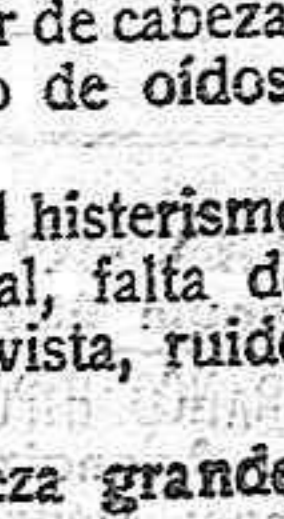 r de cabeza
o de oídos
l histerismo
al, falta de
vista, ruido
eza grande